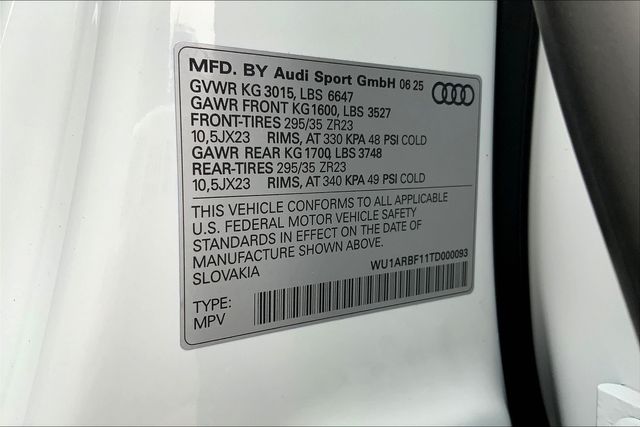 MFD. BY Audi Sport GmbH 06 25
GVWR KG 3015, LBS 6647
GAWR FRONT KG 1600, LBS 3527
FRONT-TIRES 295/35 ZR23
10,5JX23 RIMS, AT 330 KPA 48 PSI COLD
GAWR REAR KG 1700, LBS 3748
REAR-TIRES 295/35 ZR23
10,5JX23 RIMS, AT 340 KPA 49 PSI COLD
THIS VEHICLE CONFORMS TO ALL APPLICABLE
U.S. FEDERAL MOTOR VEHICLE SAFETY
STANDARDS IN EFFECT ON THE DATE OF
MANUFACTURE SHOWN ABOVE.
SLOVAKIA
WU1ARBF11TD000093
TYPE:
MPV